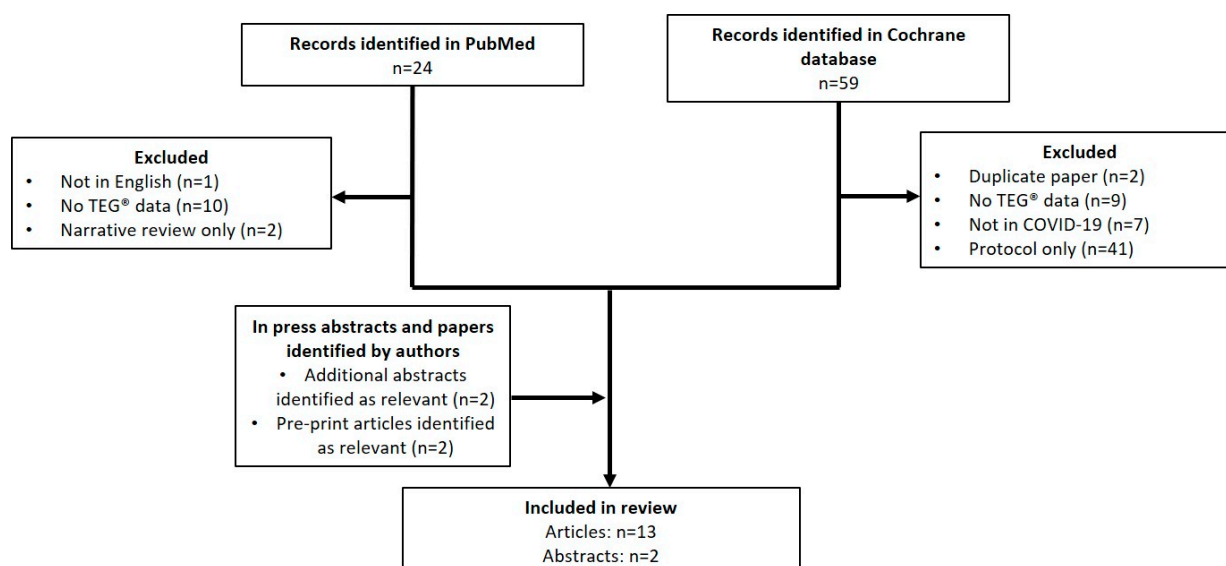 Records identified in PubMed
n=24
Records identified in Cochrane
database
n=59
Excluded
• Not in English (n=1)
• No TEG® data (n=10)
• Narrative review only (n=2)
Excluded
• Duplicate paper (n=2)
• No TEG® data (n=9)
• Not in COVID-19 (n=7)
• Protocol only (n=41)
In press abstracts and papers
identified by authors
• Additional abstracts
identified as relevant (n=2)
• Pre-print articles identified
as relevant (n=2)
Included in review
Articles: n=13
Abstracts: n=2